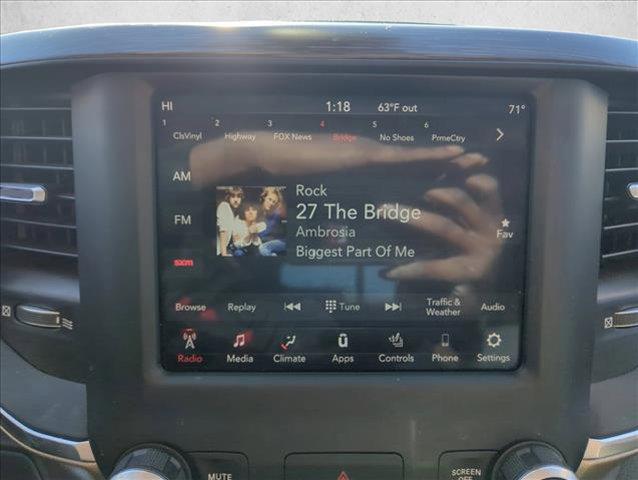 HI 1:18 63°F out 71°
1 2 3 4 5 6
ClsVinyl Highway FOX News Bridge No Shoes PrmeCtry
AM
Rock
FM
27 The Bridge
Ambrosia
Fav
Biggest Part Of Me
sxm
Browse Replay Tune Traffic & Weather Audio
Radio Media Climate Apps Controls Phone Settings
MUTE SCREEN OFF